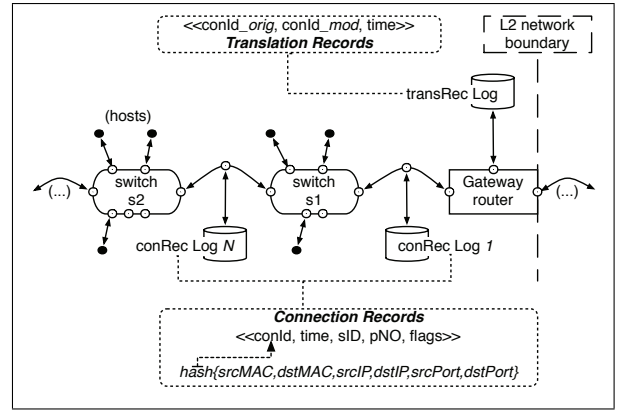 <<conId_orig, conId_mod, time>>
Translation Records
L2 network
boundary
transRec Log
(hosts)
(...)
switch
s2
switch
s1
Gateway
router
(...)
conRec Log N
conRec Log 1
Connection Records
<<conId, time, sID, pNO, flags>>
hash{srcMAC,dstMAC,srcIP,dstIP,srcPort,dstPort}